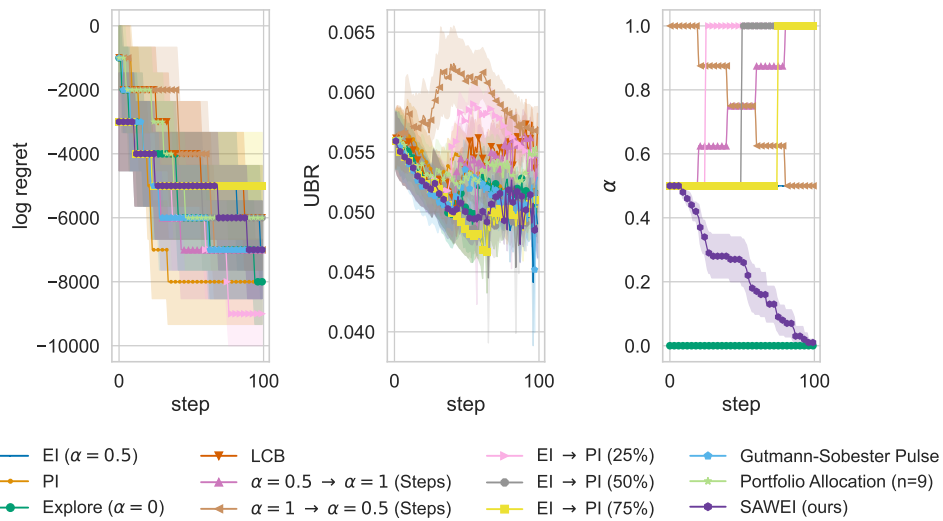 0
−2000
−4000
−6000
−8000
−10000
log regret
0
100
step
0.065
0.060
0.055
0.050
0.045
0.040
UBR
0
100
step
1.0
0.8
0.6
0.4
0.2
0.0
α
0
100
step
EI (α = 0.5)
PI
Explore (α = 0)
LCB
α = 0.5 → α = 1 (Steps)
α = 1 → α = 0.5 (Steps)
EI → PI (25%)
EI → PI (50%)
EI → PI (75%)
Gutmann-Sobester Pulse
Portfolio Allocation (n=9)
SAWEI (ours)